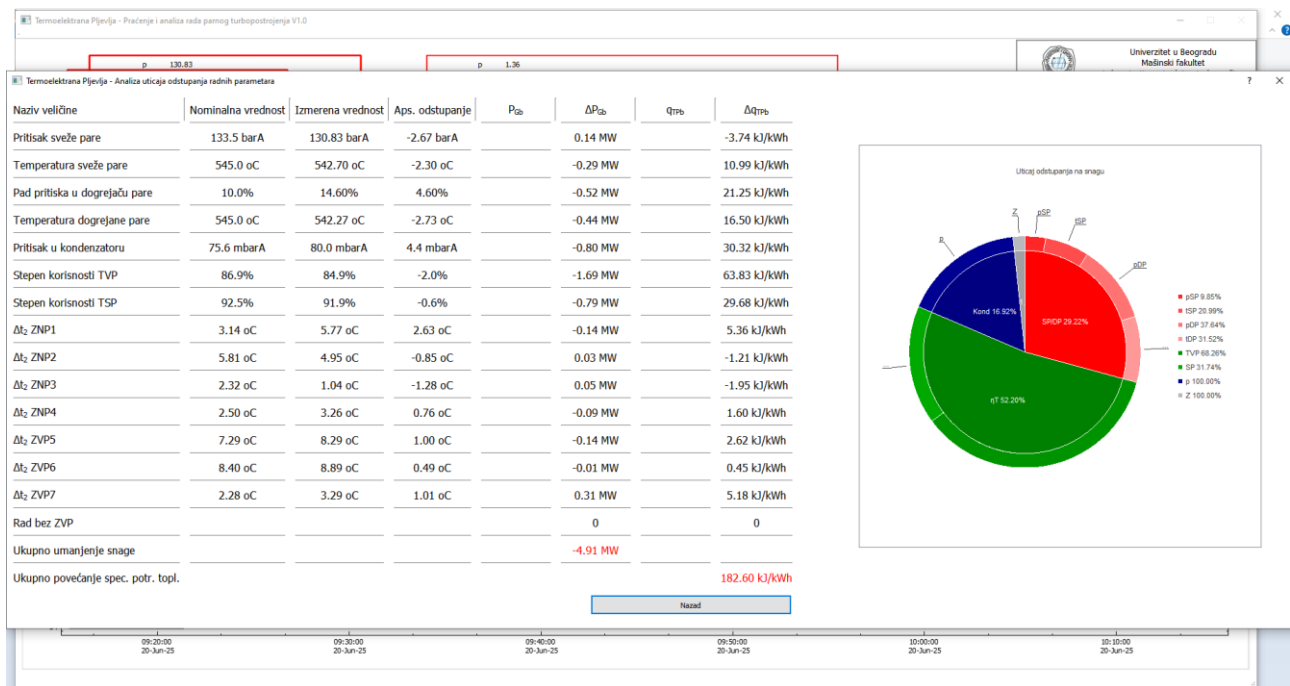 Termoelektrana Pljevlja - Praćenje i analiza rada parnog turbopostrojenja V1.0
p 130.83
p 1.36
Univerzitet u Beogradu
Mašinski fakultet
Termoelektrana Pljevlja - Analiza uticaja odstupanja radnih parametara
Naziv veličine Nominalna vrednost Izmerena vrednost Aps. odstupanje PGb ΔPGb qTPb ΔqTPb
Pritisak sveže pare 133.5 barA 130.83 barA -2.67 barA 0.14 MW -3.74 kJ/kWh
Temperatura sveže pare 545.0 oC 542.70 oC -2.30 oC -0.29 MW 10.99 kJ/kWh
Pad pritiska u dogrejaču pare 10.0% 14.60% 4.60% -0.52 MW 21.25 kJ/kWh
Temperatura dogrejane pare 545.0 oC 542.27 oC -2.73 oC -0.44 MW 16.50 kJ/kWh
Pritisak u kondenzatoru 75.6 mbarA 80.0 mbarA 4.4 mbarA -0.80 MW 30.32 kJ/kWh
Stepen korisnosti TVP 86.9% 84.9% -2.0% -1.69 MW 63.83 kJ/kWh
Stepen korisnosti TSP 92.5% 91.9% -0.6% -0.79 MW 29.68 kJ/kWh
Δt₂ ZNP1 3.14 oC 5.77 oC 2.63 oC -0.14 MW 5.36 kJ/kWh
Δt₂ ZNP2 5.81 oC 4.95 oC -0.85 oC 0.03 MW -1.21 kJ/kWh
Δt₂ ZNP3 2.32 oC 1.04 oC -1.28 oC 0.05 MW -1.95 kJ/kWh
Δt₂ ZNP4 2.50 oC 3.26 oC 0.76 oC -0.09 MW 1.60 kJ/kWh
Δt₂ ZVP5 7.29 oC 8.29 oC 1.00 oC -0.14 MW 2.62 kJ/kWh
Δt₂ ZVP6 8.40 oC 8.89 oC 0.49 oC -0.01 MW 0.45 kJ/kWh
Δt₂ ZVP7 2.28 oC 3.29 oC 1.01 oC 0.31 MW 5.18 kJ/kWh
Rad bez ZVP 0 0
Ukupno umanjenje snage -4.91 MW
Ukupno povećanje spec. potr. topl. 182.60 kJ/kWh
Nazad
Uticaj odstupanja na snagu
Z pSP
tSP
p
pDP
Kond 16.92%
SP/DP 29.22%
ηT 52.20%
...
...
pSP 9.85%
tSP 20.99%
pDP 37.64%
tDP 31.52%
TVP 68.26%
SP 31.74%
p 100.00%
Z 100.00%
09:20:00 09:30:00 09:40:00 09:50:00 10:00:00 10:10:00
20-Jun-25 20-Jun-25 20-Jun-25 20-Jun-25 20-Jun-25 20-Jun-25